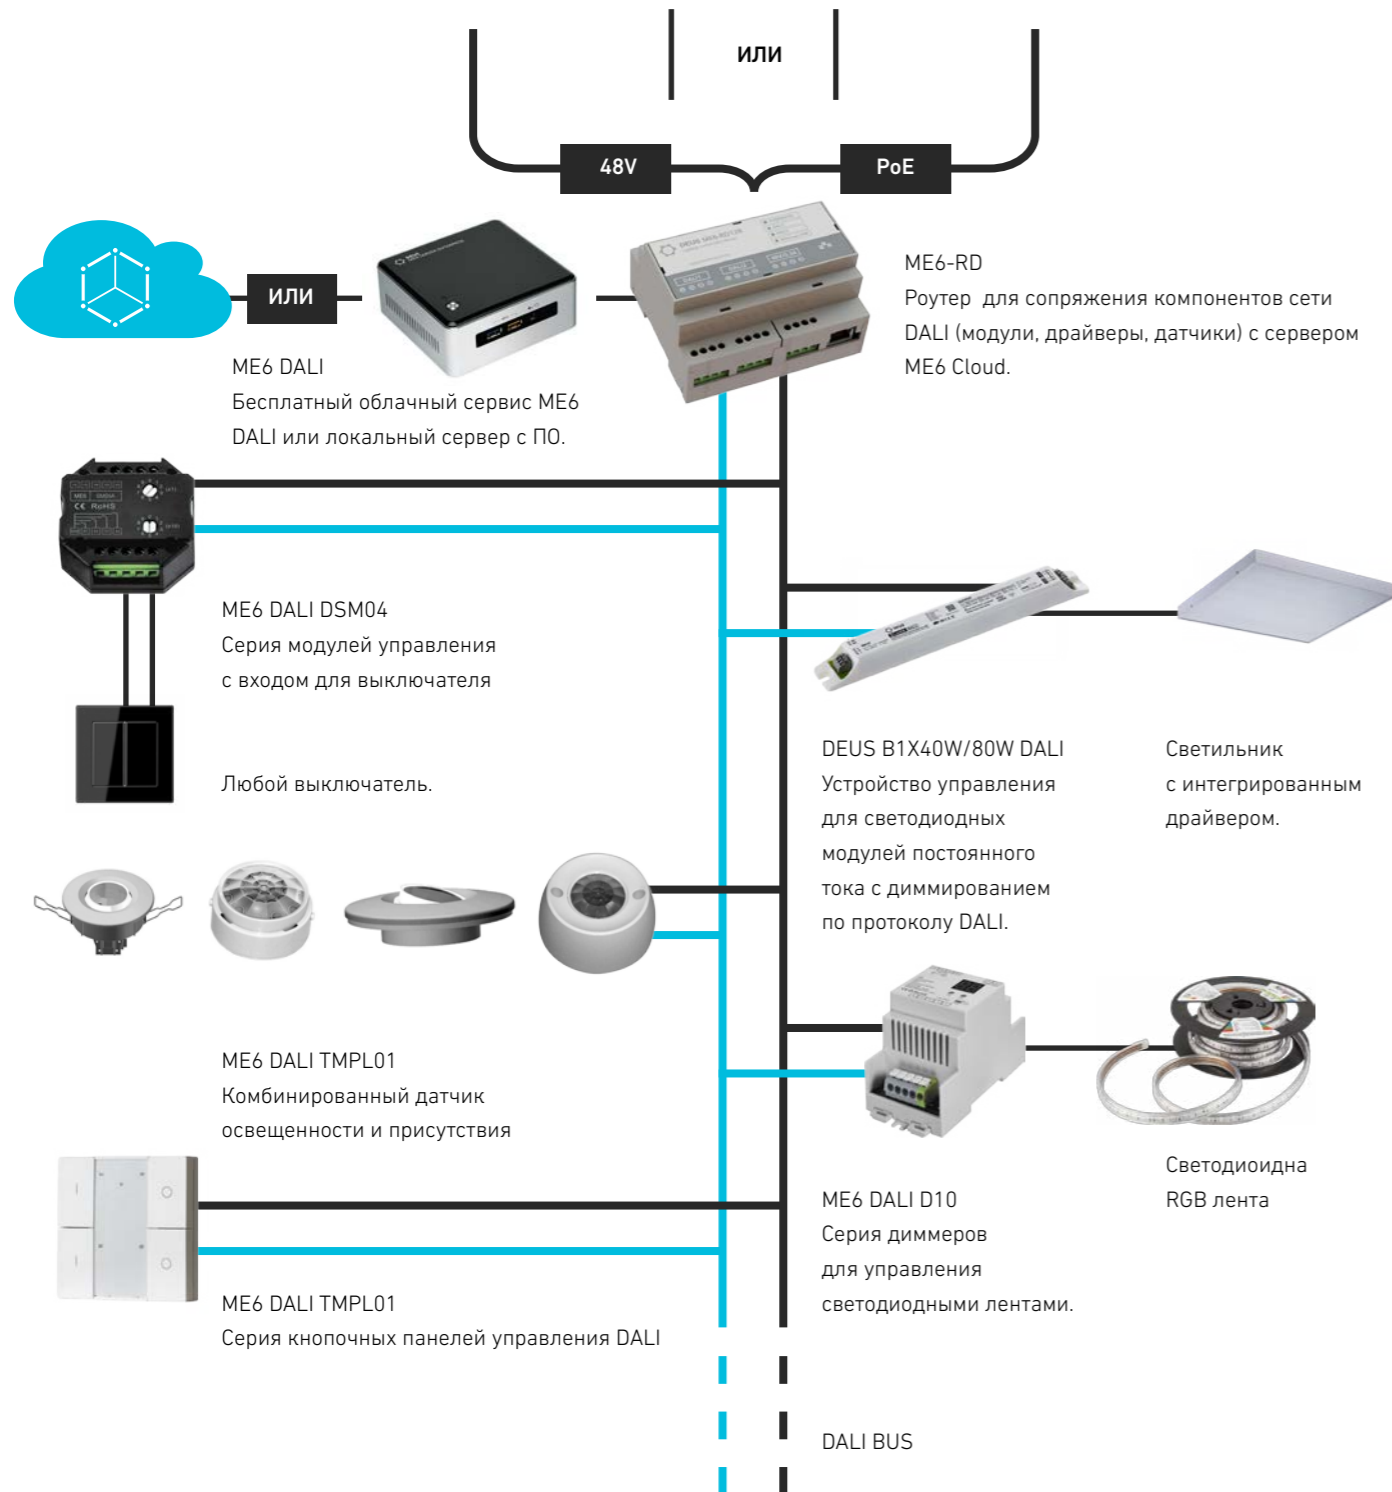 ИЛИ
48V
PoE
ИЛИ
ME6-RD
Роутер для сопряжения компонентов сети
DALI (модули, драйверы, датчики) с сервером
ME6 Cloud.
ME6 DALI
Бесплатный облачный сервис ME6
DALI или локальный сервер с ПО.
ME6
CE RoHS
ME6 DALI DSM04
Серия модулей управления
с входом для выключателя
Любой выключатель.
DEUS B1X40W/80W DALI
Устройство управления
для светодиодных
модулей постоянного
тока с диммированием
по протоколу DALI.
Светильник
с интегрированным
драйвером.
ME6 DALI TMPL01
Комбинированный датчик
освещенности и присутствия
ME6 DALI D10
Серия диммеров
для управления
светодиодными лентами.
Светодиоидна
RGB лента
ME6 DALI TMPL01
Серия кнопочных панелей управления DALI
DALI BUS